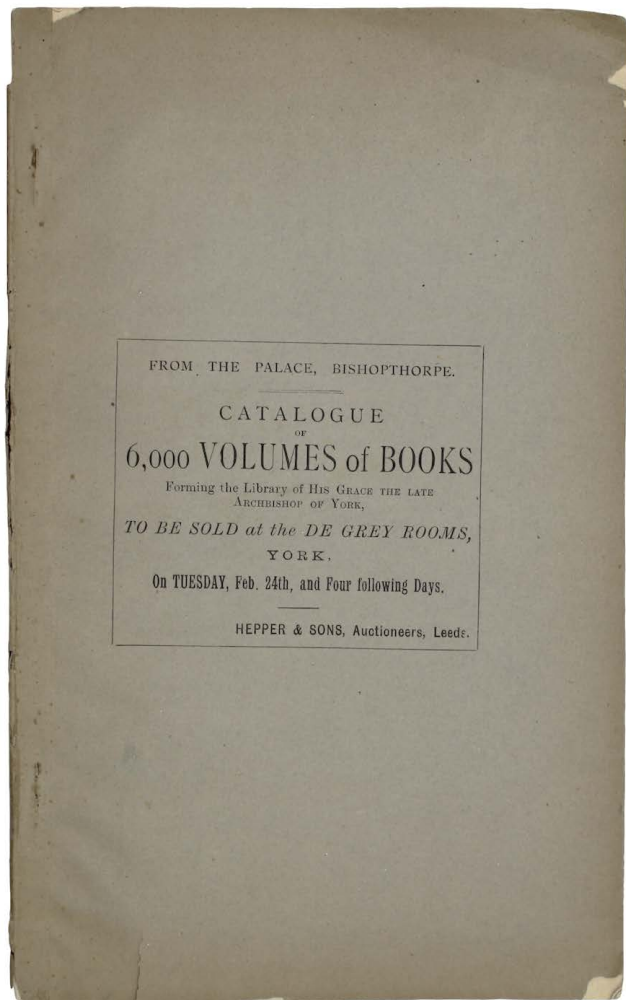 FROM THE PALACE, BISHOPTHORPE.
CATALOGUE
OF
6,000 VOLUMES of BOOKS
Forming the Library of HIS GRACE THE LATE
ARCHBISHOP OF YORK,
TO BE SOLD at the DE GREY ROOMS,
YORK,
On TUESDAY, Feb. 24th, and Four following Days.
HEPPER & SONS, Auctioneers, Leeds.